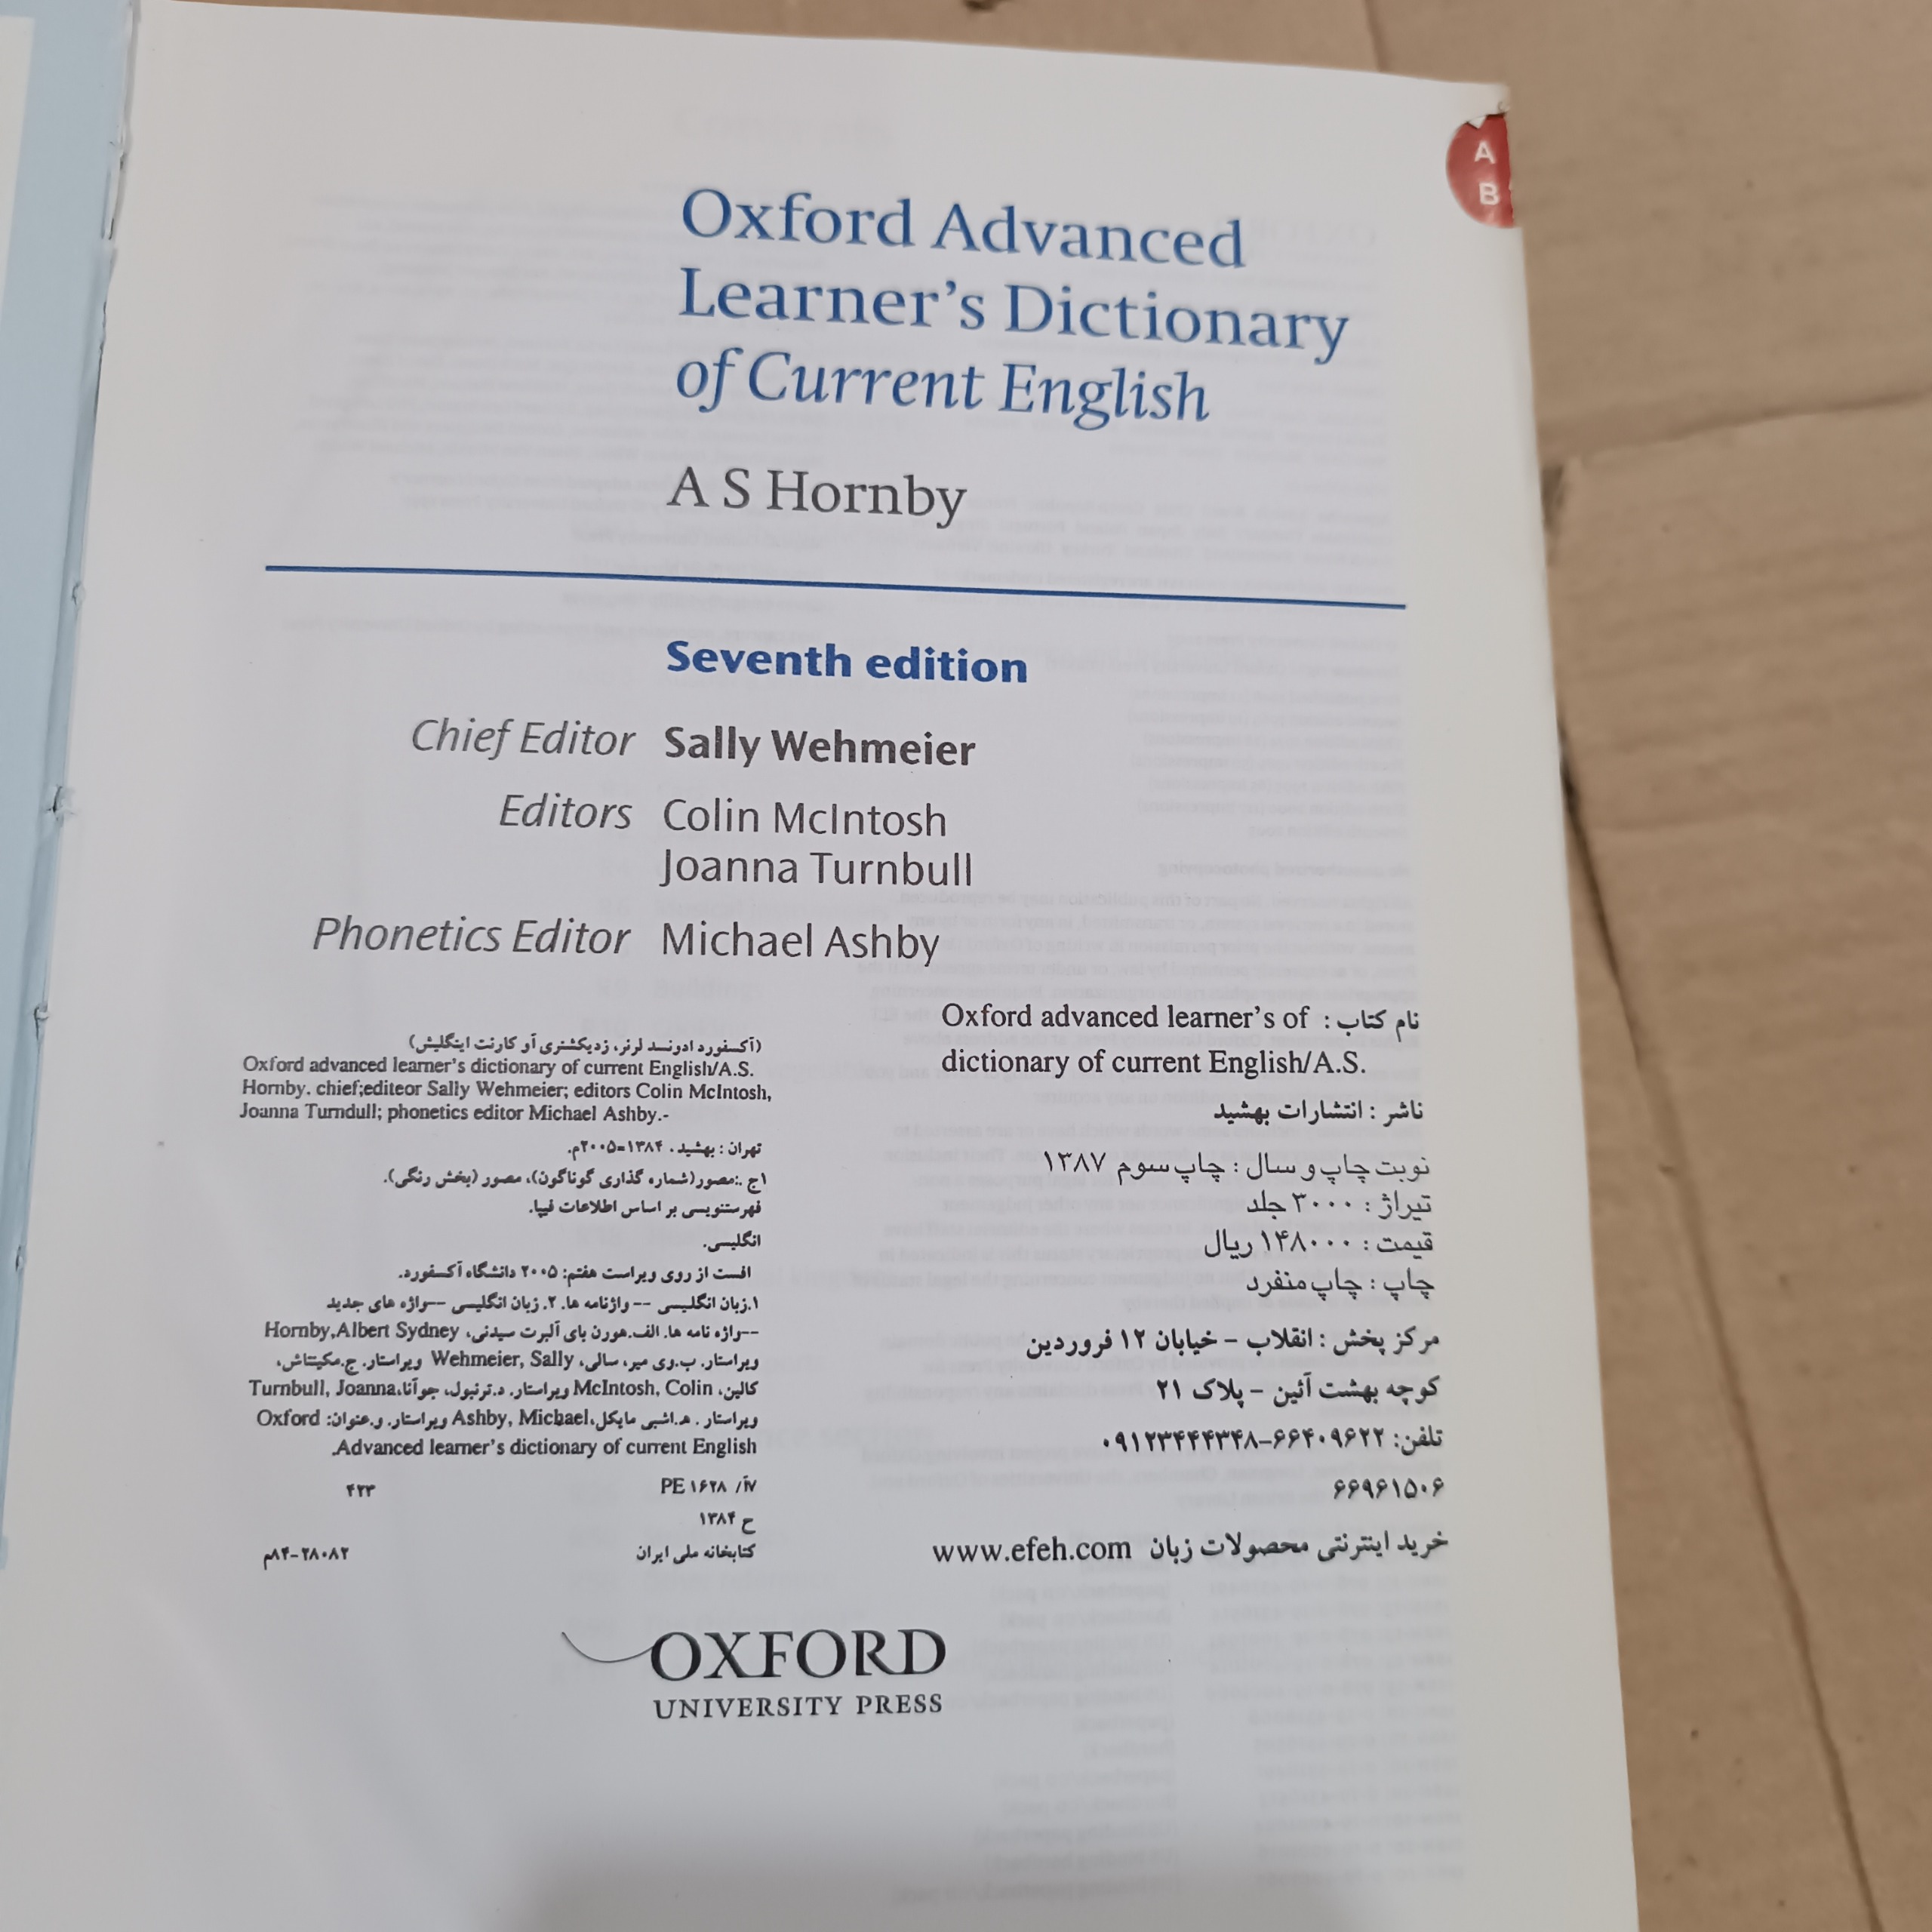 A
B
Oxford Advanced
Learner's Dictionary
of Current English
A S Hornby
Seventh edition
Chief Editor Sally Wehmeier
Editors Colin McIntosh
Joanna Turnbull
Phonetics Editor Michael Ashby
نام کتاب : Oxford advanced learner's of
dictionary of current English/A.S.
ناشر : انتشارات بهشید
نوبت چاپ و سال : چاپ سوم ۱۳۸۷
تیراژ : ۳۰۰۰ جلد
قیمت : ۱۴۸۰۰۰ ریال
چاپ : چاپ منفرد
مرکز پخش : انقلاب – خیابان ۱۲ فروردین
کوچه بهشت آئین – پلاک ۲۱
تلفن: ۶۶۴۰۹۶۲۲–۰۹۱۲۳۴۴۴۳۴۸
۶۶۹۶۱۵۰۶
خرید اینترنتی محصولات زبان www.efeh.com
(آکسفورد ادونسد لرنر، زدیکشنری آو کارنت اینگلیش)
Oxford advanced learner's dictionary of current English/A.S.
Hornby. chief;editeor Sally Wehmeier; editors Colin McIntosh,
Joanna Turndull; phonetics editor Michael Ashby.-
تهران : بهشید . ۱۳۸۴=۲۰۰۵م.
۱ج .:مصور(شماره گذاری گوناگون)، مصور (بخش رنگی).
فهرستنویسی بر اساس اطلاعات فیپا.
انگلیسی.
افست از روی ویراست هفتم: ۲۰۰۵ دانشگاه آکسفورد.
۱.زبان انگلیسی -- واژنامه ها. ۲. زبان انگلیسی --واژه های جدید
--واژه نامه ها. الف.هورن بای آلبرت سیدنی، Hornby,Albert Sydney
ویراستار. ب.وی میر، سالی، Wehmeier, Sally ویراستار. ج.مکینتاش،
کالین، McIntosh, Colin ویراستار. د.ترنبول، جوآنا،Turnbull, Joanna
ویراستار . ه.اشبی مایکل،Ashby, Michael ویراستار. و.عنوان: Oxford
Advanced learner's dictionary of current English.
PE ۱۶۲۸ /آ۷ ۴۲۳
ح ۱۳۸۴
کتابخانه ملی ایران ۸۴-۲۸۰۸۲م
OXFORD
UNIVERSITY PRESS